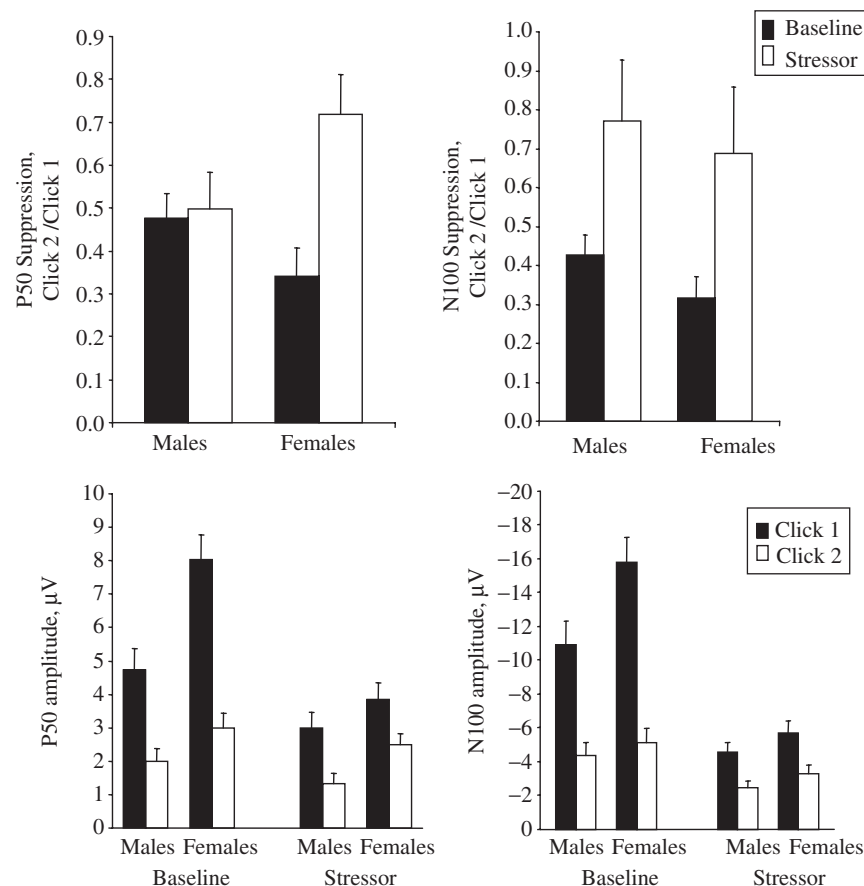 Baseline
Stressor
P50 Suppression,
Click 2 /Click 1
0.9
0.8
0.7
0.6
0.5
0.4
0.3
0.2
0.1
0.0
Males Females
N100 Suppression,
Click 2 /Click 1
1.0
0.9
0.8
0.7
0.6
0.5
0.4
0.3
0.2
0.1
0.0
Males Females
P50 amplitude, μV
10
9
8
7
6
5
4
3
2
1
0
Males Females Males Females
Baseline Stressor
Click 1
Click 2
N100 amplitude, μV
−20
−18
−16
−14
−12
−10
−8
−6
−4
−2
0
Males Females Males Females
Baseline Stressor